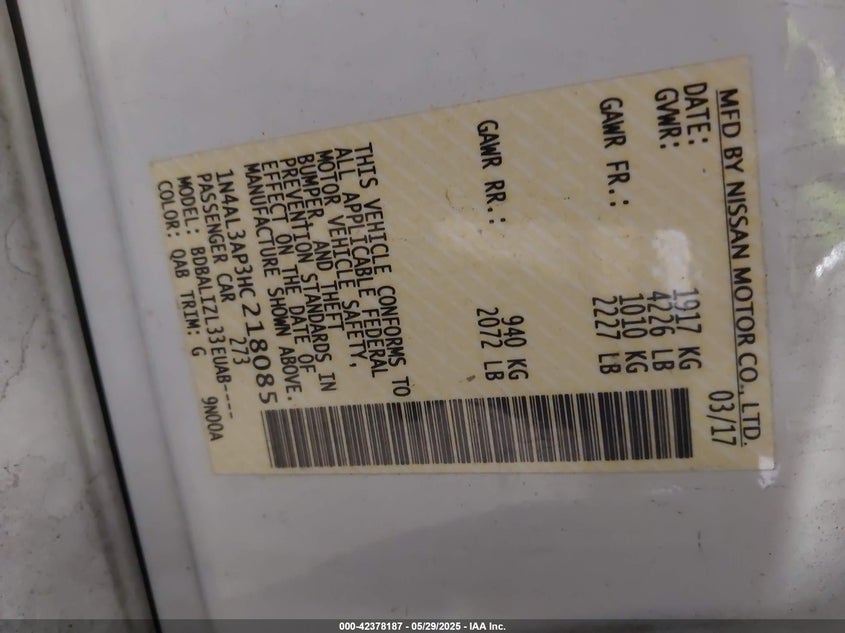 MFD BY NISSAN MOTOR CO., LTD.
DATE: 03/17
GVWR: 1917 KG
4226 LB
GAWR FR.: 1010 KG
2227 LB
GAWR RR.: 940 KG
2072 LB
THIS VEHICLE CONFORMS TO
ALL APPLICABLE FEDERAL
MOTOR VEHICLE SAFETY,
BUMPER, AND THEFT
PREVENTION STANDARDS IN
EFFECT ON THE DATE OF
MANUFACTURE SHOWN ABOVE.
1N4AL3AP3HC218085
PASSENGER CAR 273
MODEL: BDBALIZL33EUAB----
COLOR: QAB TRIM: G 9N00A
000-42378187 - 05/29/2025 - IAA Inc.